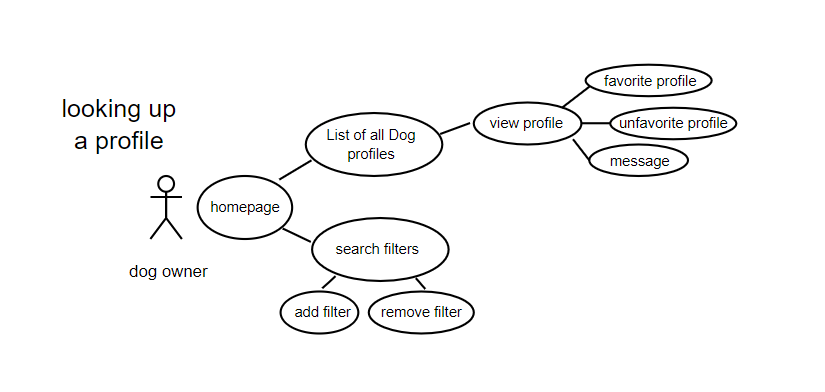 looking up
a profile
dog owner
homepage
List of all Dog
profiles
view profile
favorite profile
unfavorite profile
message
search filters
add filter
remove filter